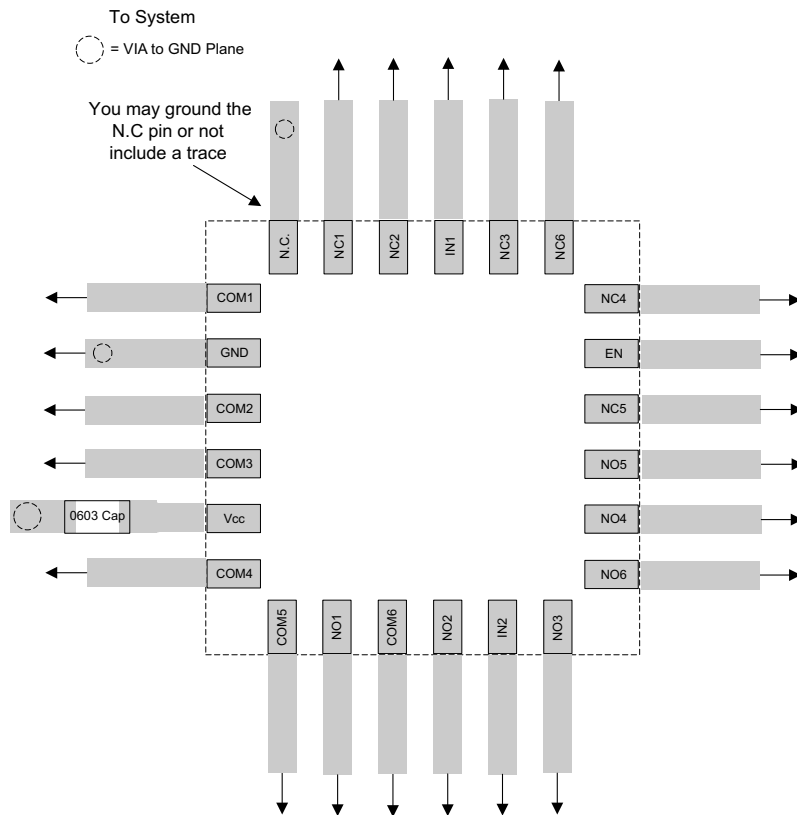 To System
= VIA to GND Plane
You may ground the
N.C pin or not
include a trace
N.C.
NC1
NC2
IN1
NC3
NC6
COM1
GND
COM2
COM3
0603 Cap
Vcc
COM4
NC4
EN
NC5
NO5
NO4
NO6
COM5
NO1
COM6
NO2
IN2
NO3